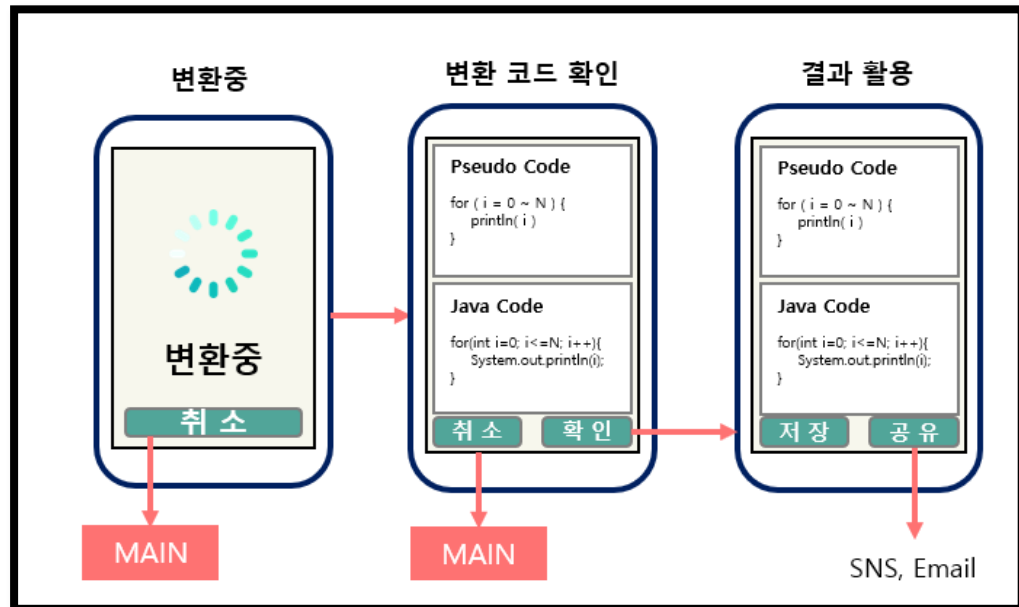 변환중
변환중
취 소
MAIN
변환 코드 확인
Pseudo Code
for ( i = 0 ~ N ) {
println( i )
}
Java Code
for(int i=0; i<=N; i++){
System.out.println(i);
}
취 소
확 인
MAIN
결과 활용
Pseudo Code
for ( i = 0 ~ N ) {
println( i )
}
Java Code
for(int i=0; i<=N; i++){
System.out.println(i);
}
저 장
공 유
SNS, Email